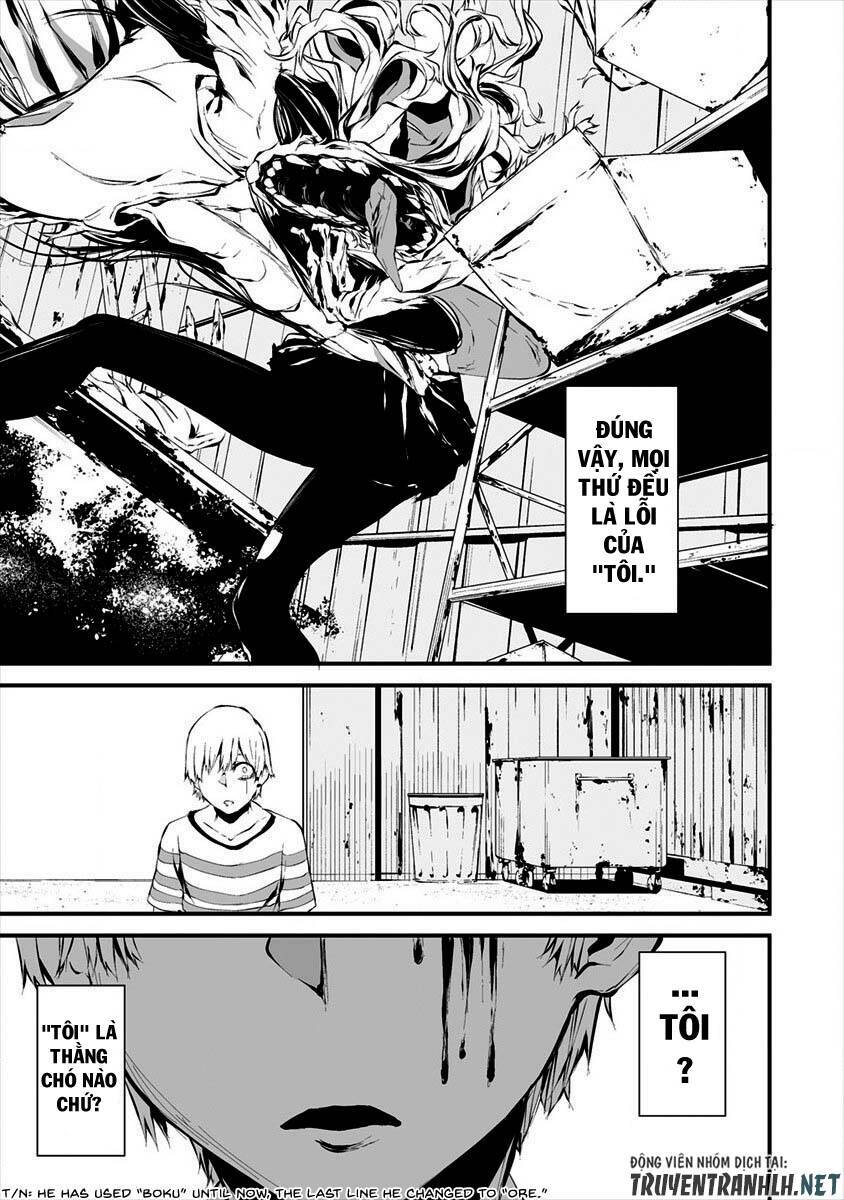 ĐÚNG
VẬY, MỌI
THỨ ĐỀU
LÀ LỖI
CỦA
"TÔI."
...
TÔI
?
"TÔI" LÀ
THẰNG
CHÓ NÀO
CHỨ?
ĐỘNG VIÊN NHÓM DỊCH TẠI:
TRUYENTRANHLH.NET
T/N: HE HAS USED "BOKU" UNTIL NOW, THE LAST LINE HE CHANGED TO "ORE."